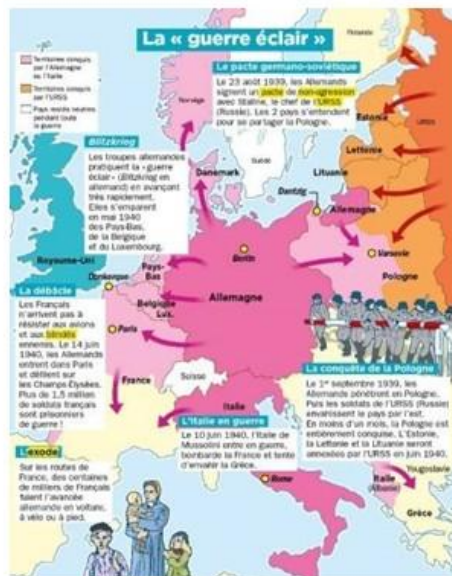 La « guerre éclair »
Territoires conquis
par l'Allemagne
ou l'Italie
Territoires conquis
par l'URSS
Pays restés neutres
pendant toute
la guerre
Le pacte germano-soviétique
Le 23 août 1939, les Allemands
signent un pacte de non-agression
avec Staline, le chef de l'URSS
(Russie). Les 2 pays s'entendent
pour se partager la Pologne.
Finlande
Norvège
Suède
Estonie
URSS
Lettonie
Lituanie
Blitzkrieg
Les troupes allemandes
pratiquent la « guerre
éclair » (Blitzkrieg en
allemand) en avançant
très rapidement.
Elles s'emparent
en mai 1940
des Pays-Bas,
de la Belgique
et du Luxembourg.
Danemark
Dantzig
Allemagne
Royaume-Uni
Dunkerque
Pays-
Bas
Berlin
Varsovie
Pologne
Belgique
Lux.
Allemagne
Paris
La débâcle
Les Français
n'arrivent pas à
résister aux avions
et aux blindés
ennemis. Le 14 juin
1940, les Allemands
entrent dans Paris
et défilent sur
les Champs-Élysées.
Plus de 1,5 million
de soldats français
sont prisonniers
de guerre !
France
Suisse
Italie
La conquête de la Pologne
Le 1er septembre 1939, les
Allemands pénètrent en Pologne.
Puis les soldats de l'URSS (Russie)
envahissent le pays par l'est.
En moins d'un mois, la Pologne est
entièrement conquise. L'Estonie,
la Lettonie et la Lituanie seront
annexées par l'URSS en juin 1940.
L'Italie en guerre
Le 10 juin 1940, l'Italie de
Mussolini entre en guerre,
bombarde la France et tente
d'envahir la Grèce.
L'exode
Sur les routes de
France, des centaines
de milliers de Français
fuient l'avancée
allemande en voiture,
à vélo ou à pied.
Rome
Yougoslavie
Italie
(Albanie)
Grèce